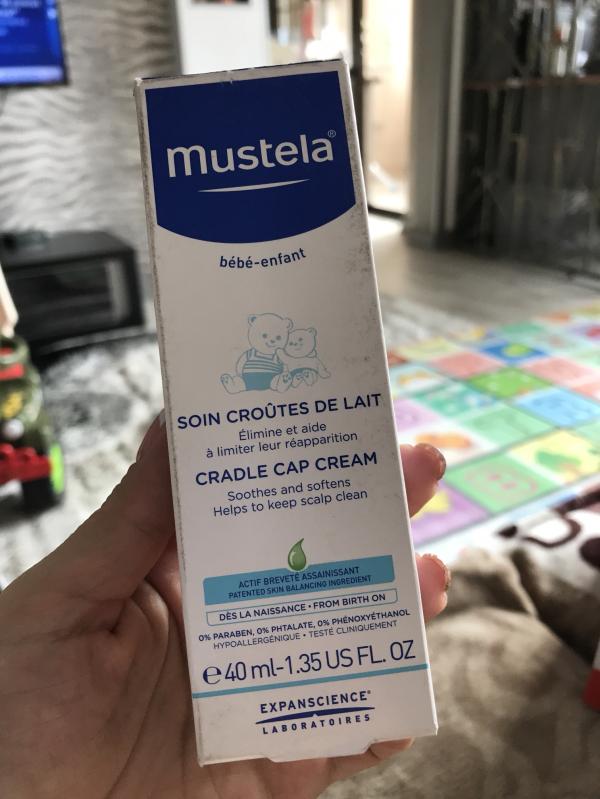 mustela®
bébé-enfant
SOIN CROÛTES DE LAIT
Élimine et aide
à limiter leur réapparition
CRADLE CAP CREAM
Soothes and softens
Helps to keep scalp clean
ACTIF BREVETÉ ASSAINISSANT
PATENTED SKIN BALANCING INGREDIENT
DÈS LA NAISSANCE • FROM BIRTH ON
0% PARABEN, 0% PHTALATE, 0% PHÉNOXYÉTHANOL
HYPOALLERGÉNIQUE • TESTÉ CLINIQUEMENT
℮ 40 ml-1.35 US FL. OZ
EXPANSCIENCE®
LABORATOIRES